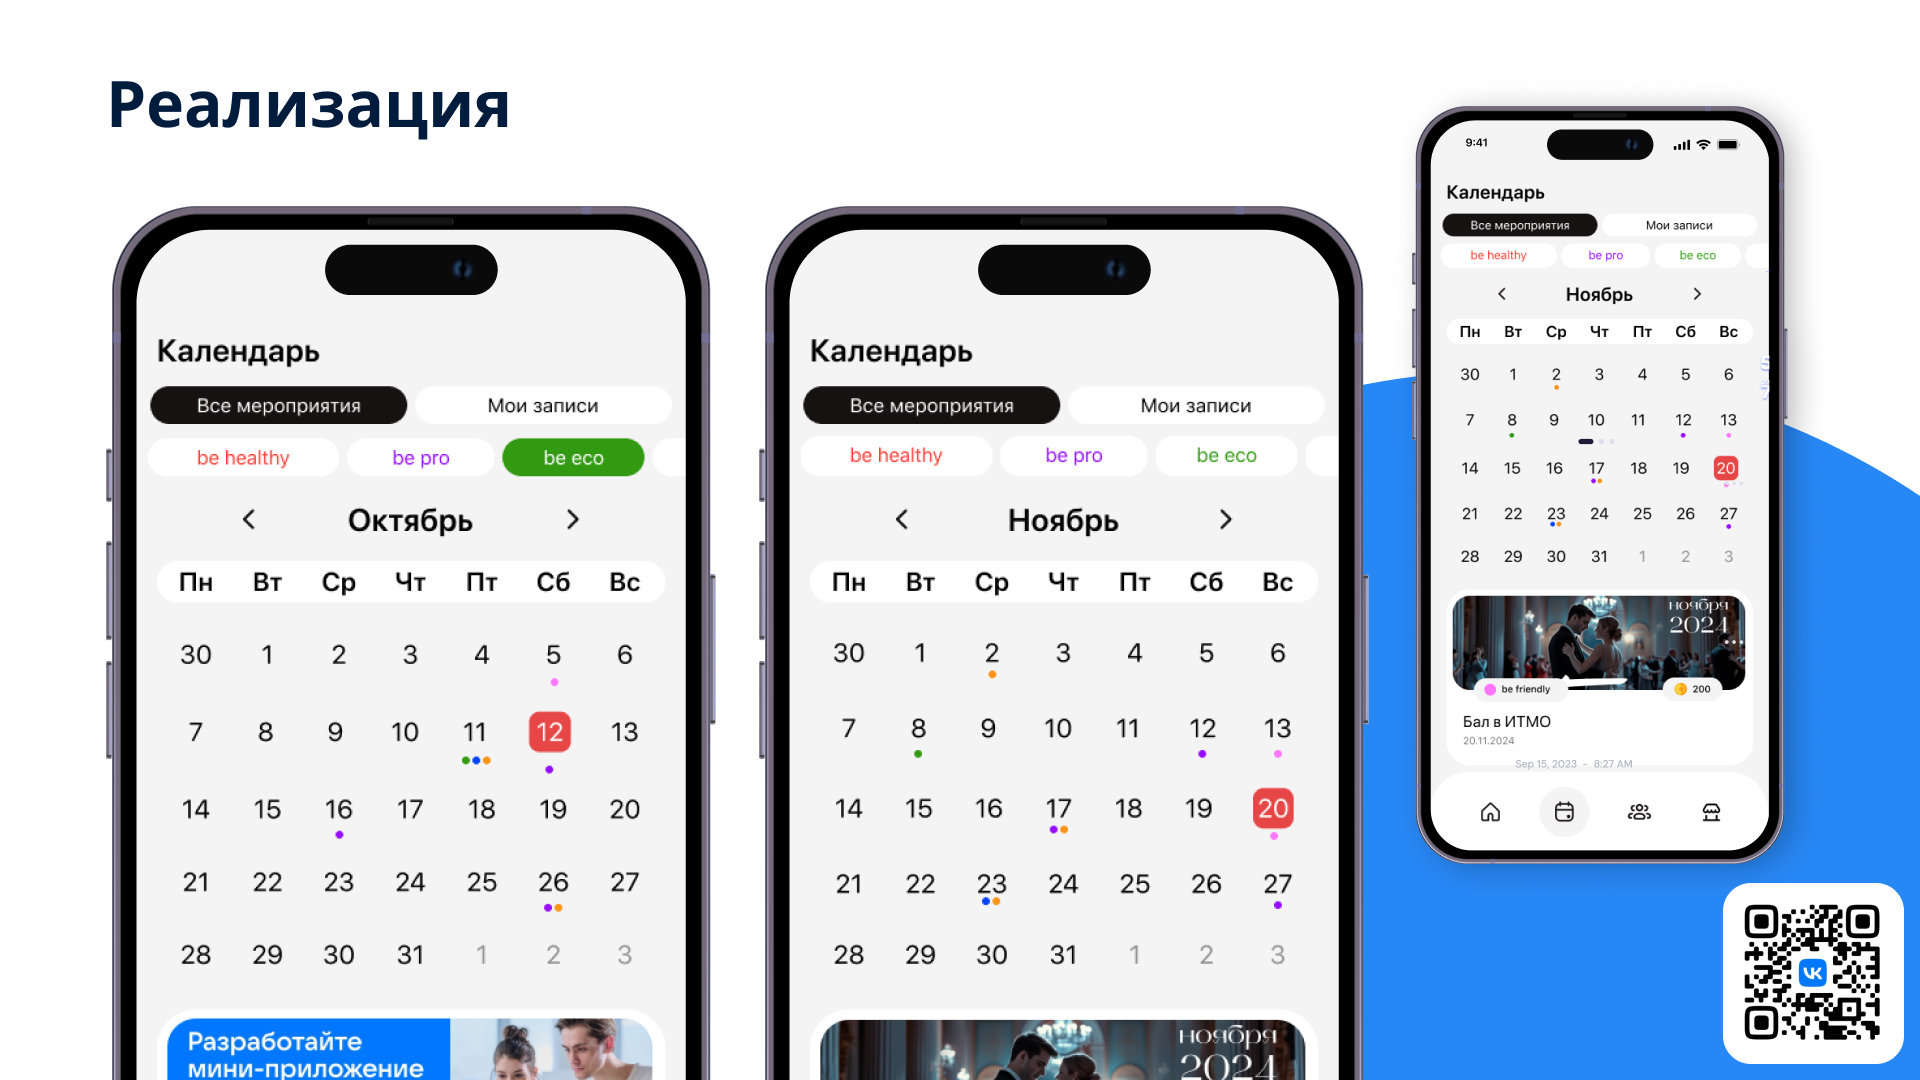 Реализация
Календарь
Все мероприятия Мои записи
be healthy be pro be eco
Октябрь
Пн Вт Ср Чт Пт Сб Вс
30 1 2 3 4 5 6
7 8 9 10 11 12 13
14 15 16 17 18 19 20
21 22 23 24 25 26 27
28 29 30 31 1 2 3
Разработайте
мини-приложение
Календарь
Все мероприятия Мои записи
be healthy be pro be eco
Ноябрь
Пн Вт Ср Чт Пт Сб Вс
30 1 2 3 4 5 6
7 8 9 10 11 12 13
14 15 16 17 18 19 20
21 22 23 24 25 26 27
28 29 30 31 1 2 3
ноября
2024
9:41
Календарь
Все мероприятия Мои записи
be healthy be pro be eco
Ноябрь
Пн Вт Ср Чт Пт Сб Вс
30 1 2 3 4 5 6
7 8 9 10 11 12 13
14 15 16 17 18 19 20
21 22 23 24 25 26 27
28 29 30 31 1 2 3
ноября
2024
be friendly 200
Бал в ИТМО
20.11.2024
Sep 15, 2023 - 8:27 AM
VK